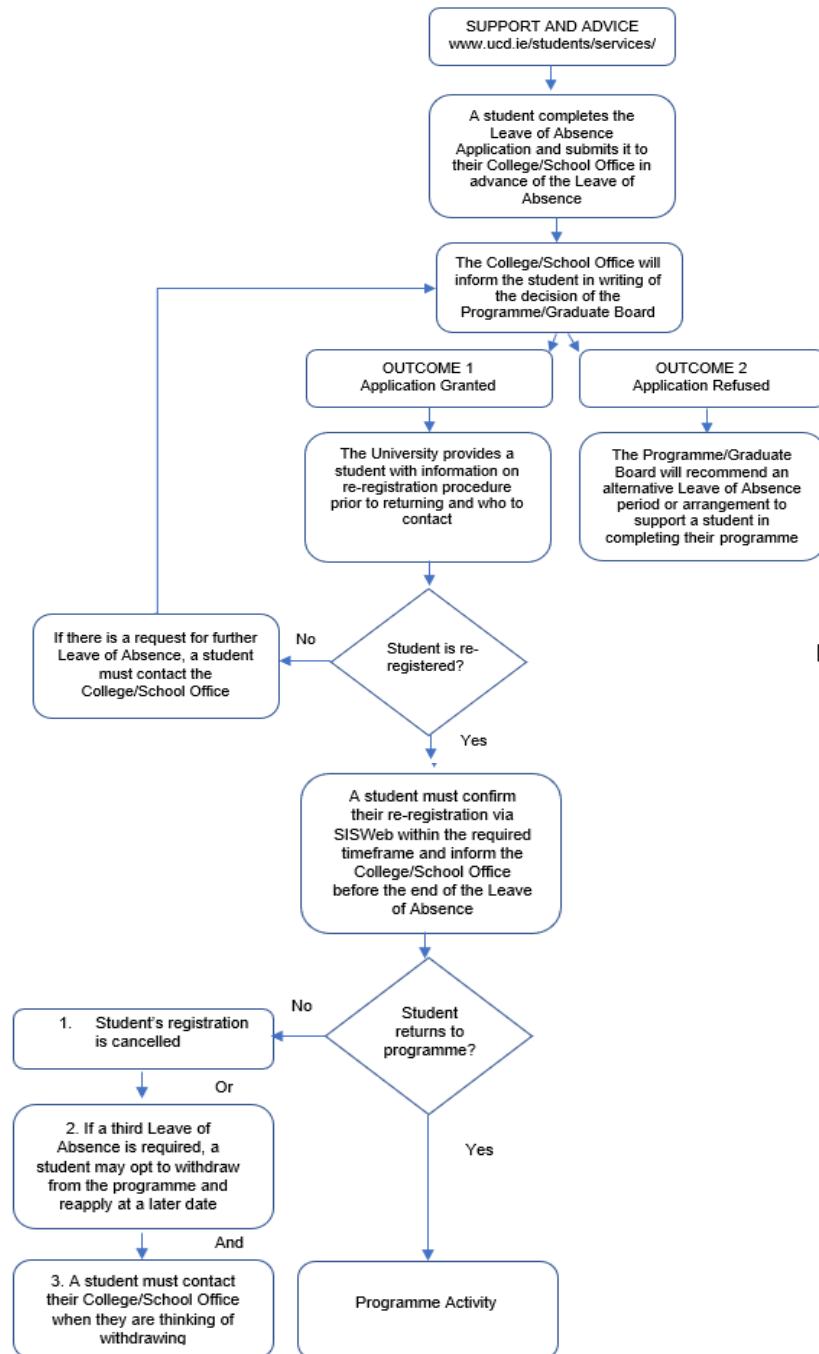 SUPPORT AND ADVICE
www.ucd.ie/students/services/
A student completes the
Leave of Absence
Application and submits it to
their College/School Office in
advance of the Leave of
Absence
The College/School Office will
inform the student in writing of
the decision of the
Programme/Graduate Board
OUTCOME 1
Application Granted
OUTCOME 2
Application Refused
The University provides a
student with information on
re-registration procedure
prior to returning and who to
contact
The Programme/Graduate
Board will recommend an
alternative Leave of Absence
period or arrangement to
support a student in
completing their programme
If there is a request for further
Leave of Absence, a student
must contact the
College/School Office
No
Student is re-
registered?
Yes
A student must confirm
their re-registration via
SISWeb within the required
timeframe and inform the
College/School Office
before the end of the Leave
of Absence
1. Student's registration
is cancelled
No
Student
returns to
programme?
Or
2. If a third Leave of
Absence is required, a
student may opt to withdraw
from the programme and
reapply at a later date
Yes
And
3. A student must contact
their College/School Office
when they are thinking of
withdrawing
Programme Activity